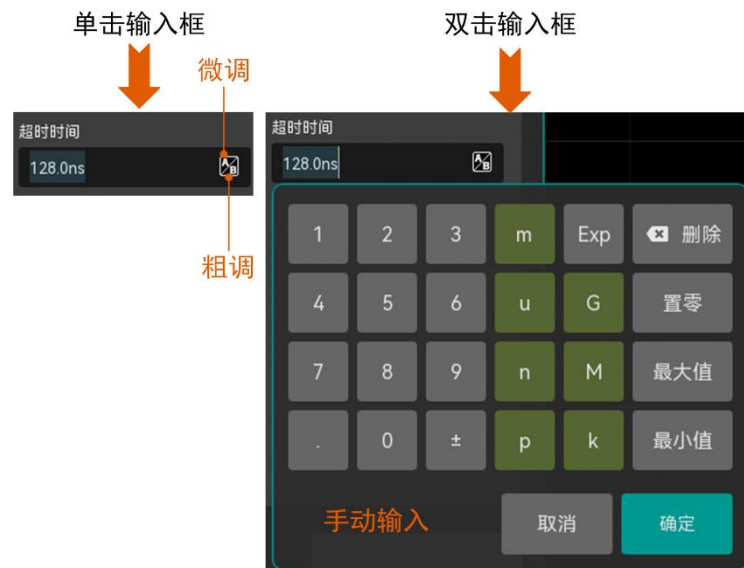 单击输入框
双击输入框
微调
超时时间
超时时间
128.0ns A/B
128.0ns A/B
粗调
1 2 3 m Exp 删除
4 5 6 u G 置零
7 8 9 n M 最大值
. 0 ± p k 最小值
手动输入 取消 确定